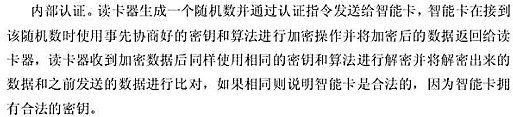 内部认证。读卡器生成一个随机数并通过认证指令发送给智能卡，智能卡在接到
该随机数时使用事先协商好的密钥和算法进行加密操作并将加密后的数据返回给读
卡器，读卡器收到加密数据后同样使用相同的密钥和算法进行解密并将解密出来的
数据和之前发送的数据进行比对，如果相同则说明智能卡是合法的，因为智能卡拥
有合法的密钥。